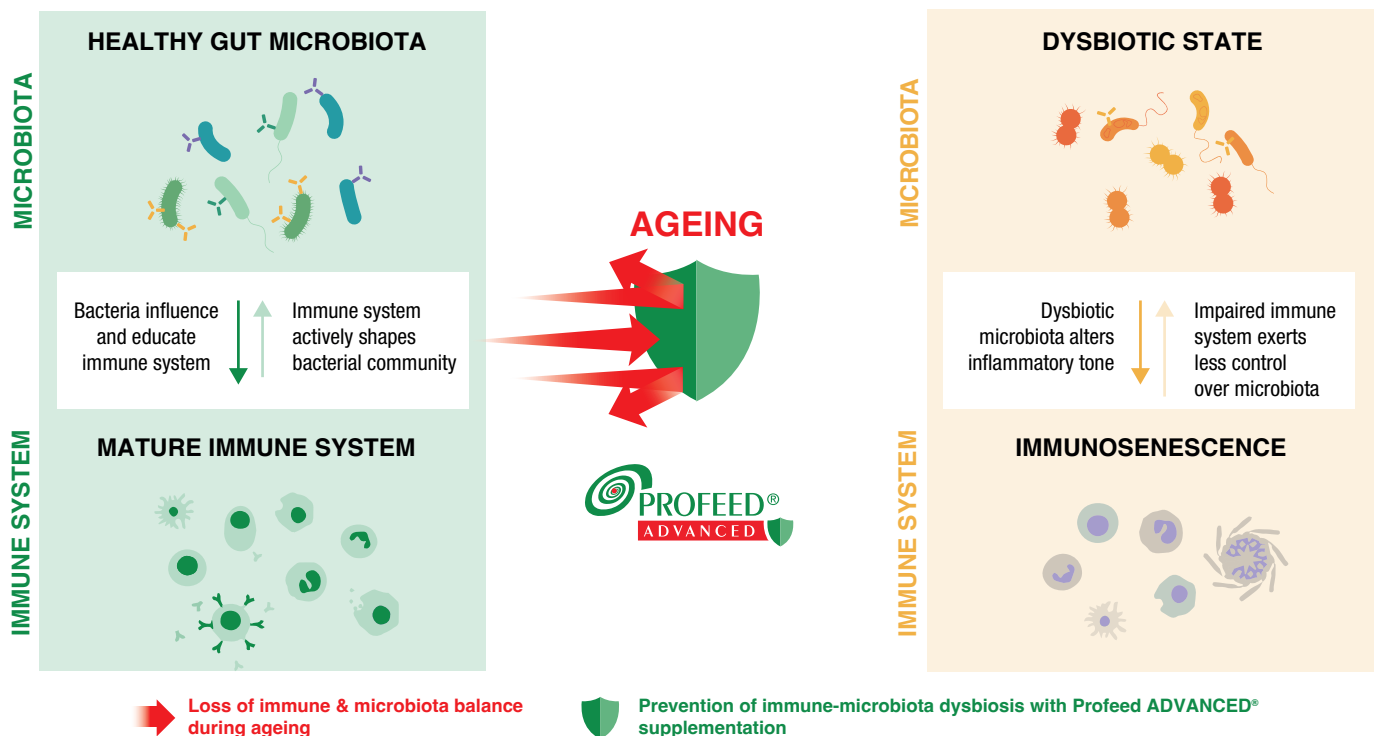 HEALTHY GUT MICROBIOTA
MICROBIOTA
Bacteria influence
and educate
immune system
Immune system
actively shapes
bacterial community
MATURE IMMUNE SYSTEM
IMMUNE SYSTEM
AGEING
PROFEED®
ADVANCED
DYSBIOTIC STATE
MICROBIOTA
Dysbiotic
microbiota alters
inflammatory tone
Impaired immune
system exerts
less control
over microbiota
IMMUNOSENESCENCE
IMMUNE SYSTEM
Loss of immune & microbiota balance
during ageing
Prevention of immune-microbiota dysbiosis with Profeed ADVANCED®
supplementation